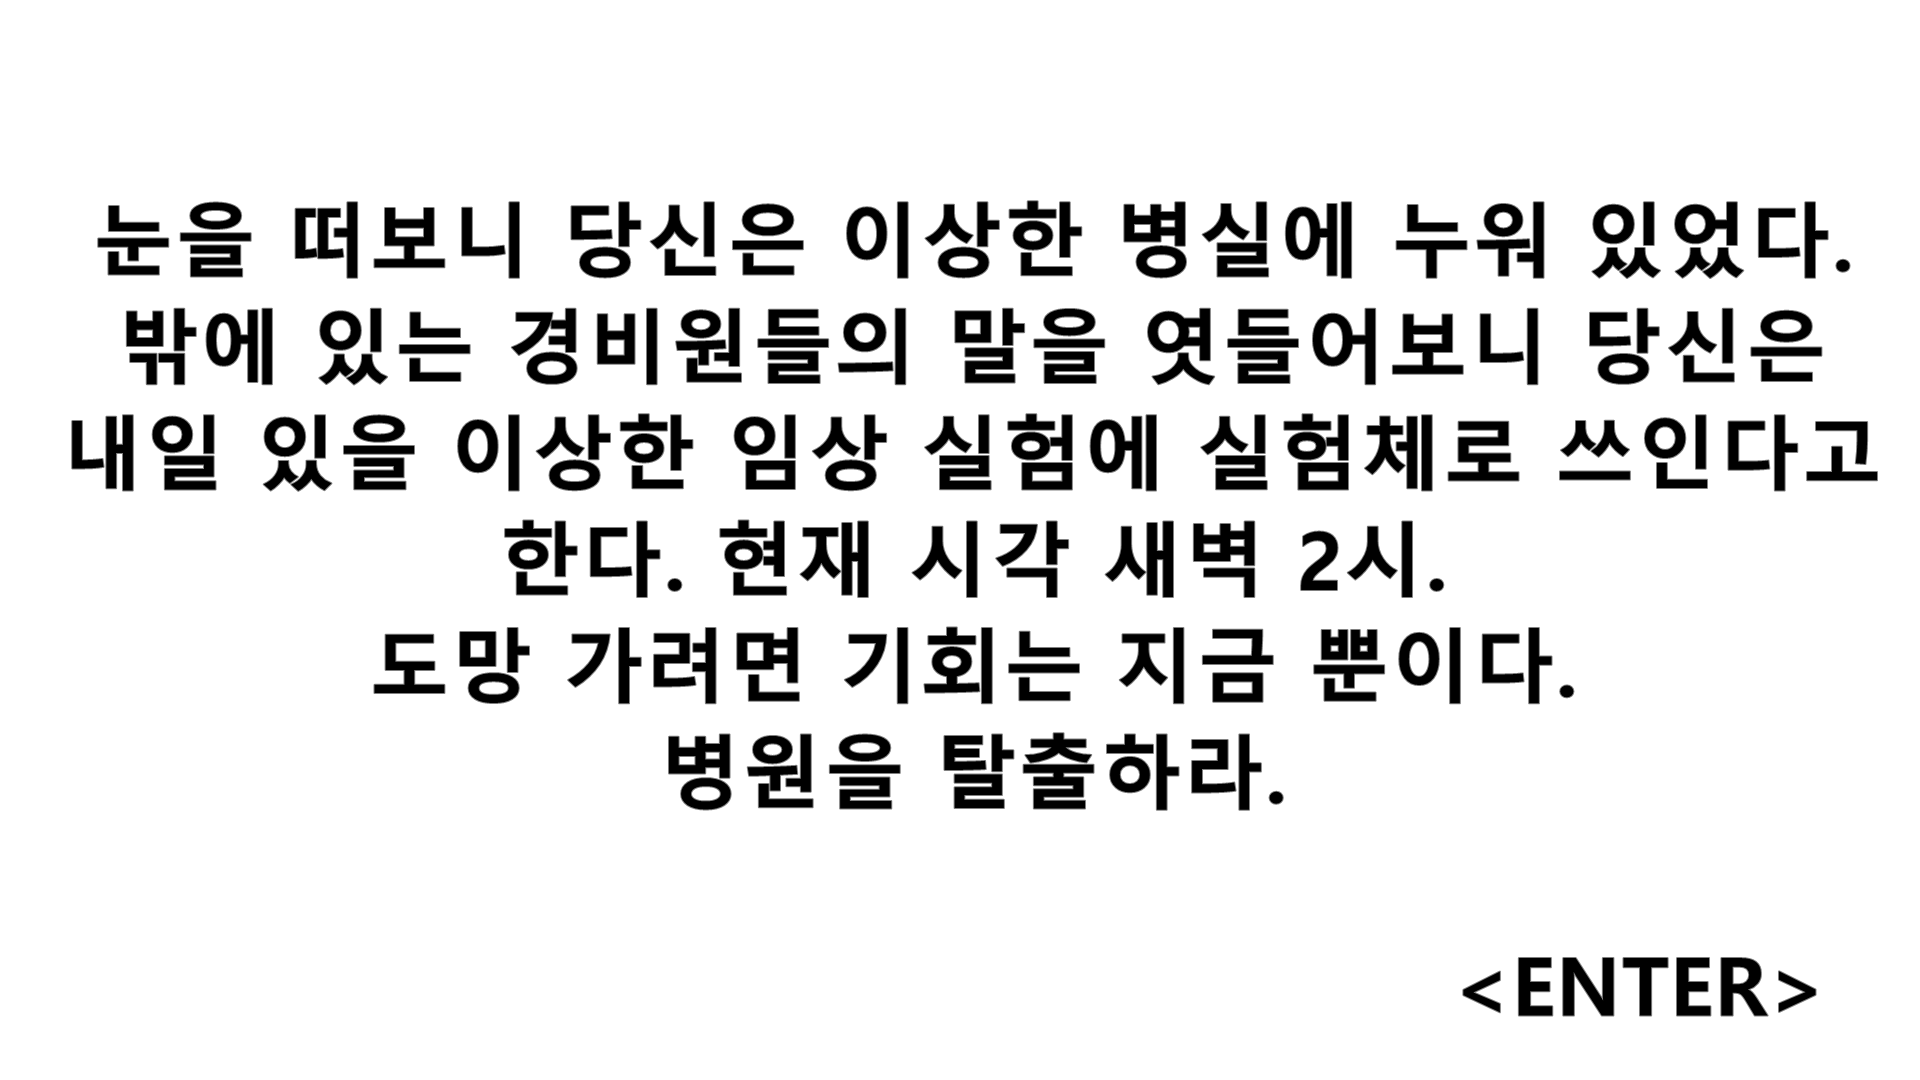 눈을 떠보니 당신은 이상한 병실에 누워 있었다.
밖에 있는 경비원들의 말을 엿들어보니 당신은
내일 있을 이상한 임상 실험에 실험체로 쓰인다고
한다. 현재 시각 새벽 2시.
도망 가려면 기회는 지금 뿐이다.
병원을 탈출하라.
<ENTER>